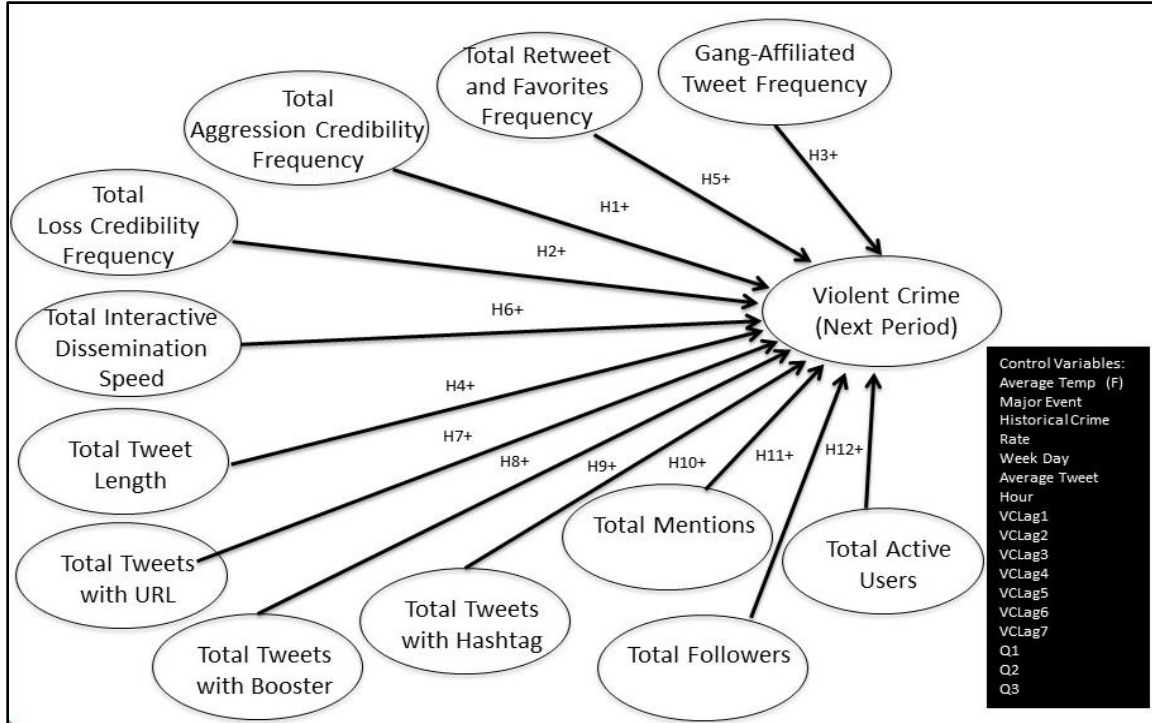 Total Retweet
and Favorites
Frequency
Gang-Affiliated
Tweet Frequency
Total
Aggression Credibility
Frequency
H3+
H5+
Total
Loss Credibility
Frequency
H1+
H2+
Violent Crime
(Next Period)
Total Interactive
Dissemination
Speed
H6+
H4+
Total Tweet
Length
H7+
H8+
H9+
H10+
H11+
H12+
Total Mentions
Total Active
Users
Total Tweets
with URL
Total Tweets
with Hashtag
Total Tweets
with Booster
Total Followers
Control Variables:
Average Temp (F)
Major Event
Historical Crime
Rate
Week Day
Average Tweet
Hour
VCLag1
VCLag2
VCLag3
VCLag4
VCLag5
VCLag6
VCLag7
Q1
Q2
Q3